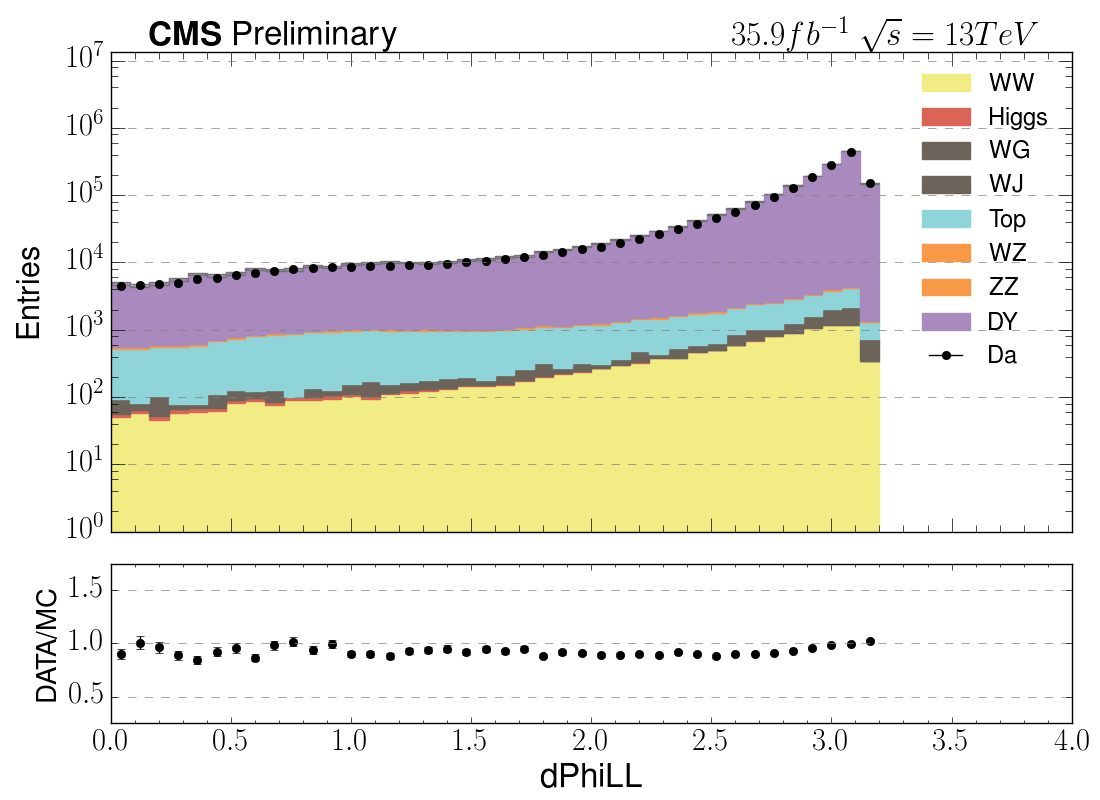 CMS Preliminary 35.9fb⁻¹ √s = 13TeV
10⁷
10⁶
10⁵
10⁴
10³
10²
10¹
10⁰
Entries
WW
Higgs
WG
WJ
Top
WZ
ZZ
DY
Da
1.5
1.0
0.5
DATA/MC
0.0 0.5 1.0 1.5 2.0 2.5 3.0 3.5 4.0
dPhiLL